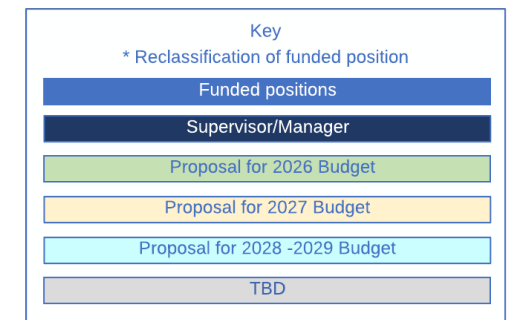 Key
* Reclassification of funded position
Funded positions
Supervisor/Manager
Proposal for 2026 Budget
Proposal for 2027 Budget
Proposal for 2028 -2029 Budget
TBD